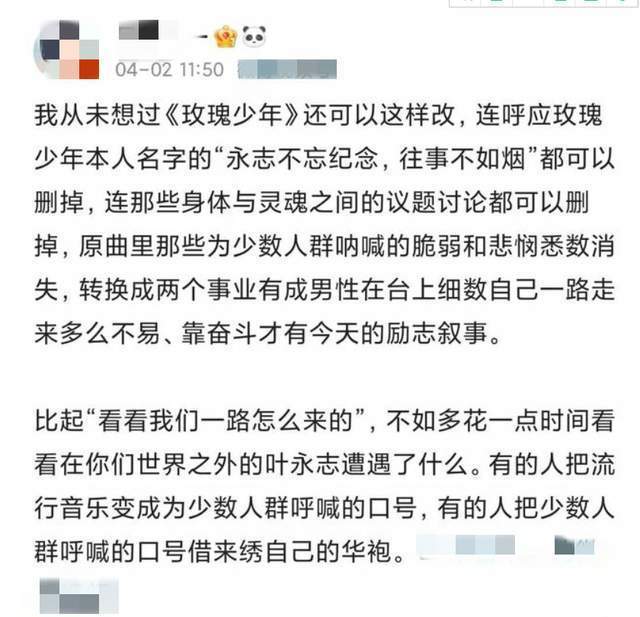 04-02 11:50
我从未想过《玫瑰少年》还可以这样改，连呼应玫瑰
少年本人名字的“永志不忘纪念，往事不如烟”都可以
删掉，连那些身体与灵魂之间的议题讨论都可以删
掉，原曲里那些为少数人群呐喊的脆弱和悲悯悉数消
失，转换成两个事业有成男性在台上细数自己一路走
来多么不易、靠奋斗才有今天的励志叙事。
比起“看看我们一路怎么来的”，不如多花一点时间看
看在你们世界之外的叶永志遭遇了什么。有的人把流
行音乐变成为少数人群呼喊的口号，有的人把少数人
群呼喊的口号借来绣自己的华袍。